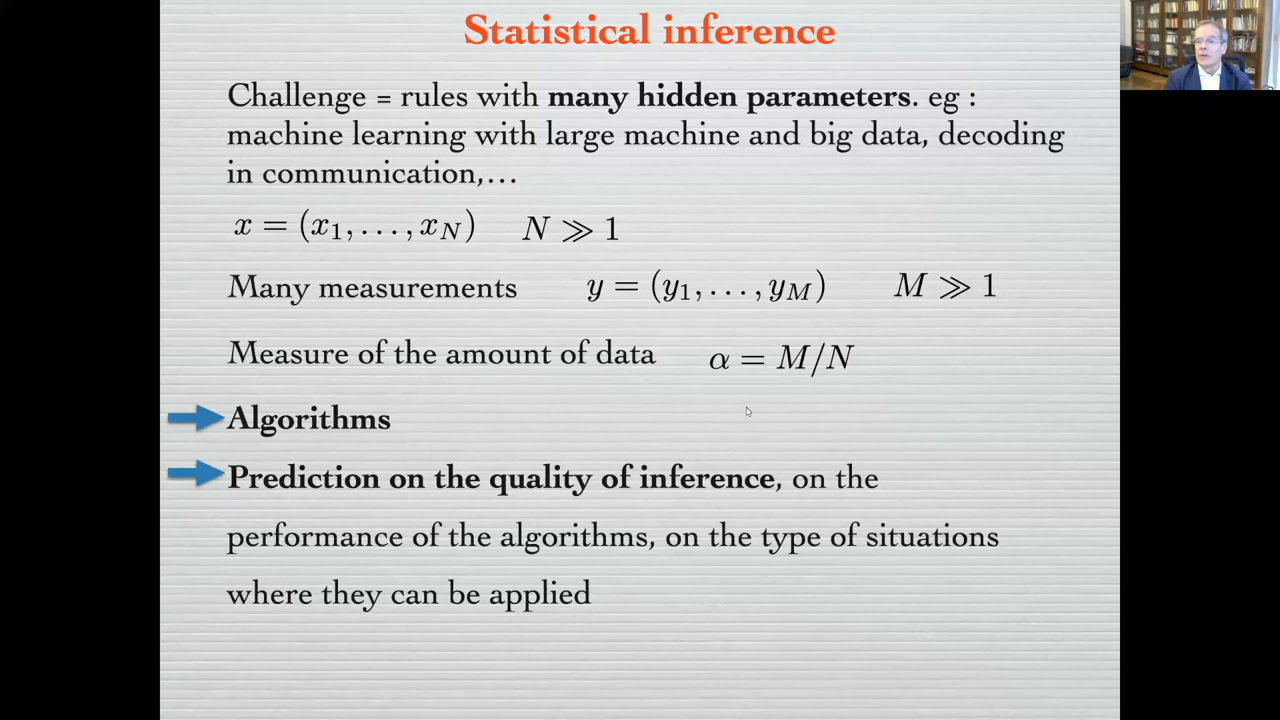 Statistical inference
Challenge = rules with many hidden parameters. eg :
machine learning with large machine and big data, decoding
in communication,…
x = (x₁, . . . , x_N)   N ≫ 1
Many measurements   y = (y₁, . . . , y_M)   M ≫ 1
Measure of the amount of data   α = M/N
Algorithms
Prediction on the quality of inference, on the
performance of the algorithms, on the type of situations
where they can be applied